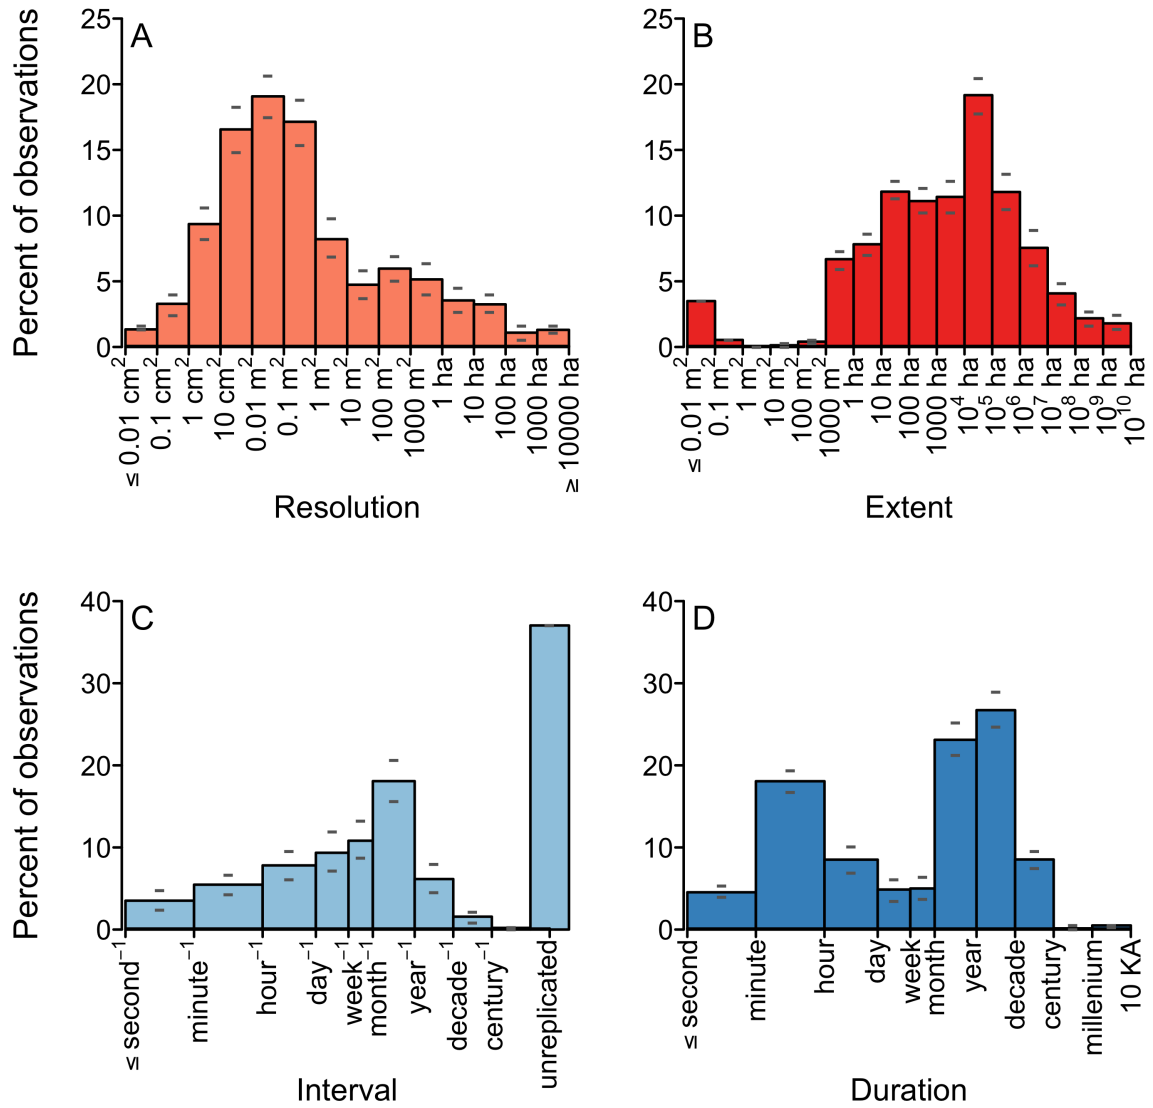 A
Percent of observations
25
20
15
10
5
0
≤ 0.01 cm²
0.1 cm²
1 cm²
10 cm²
0.01 m²
0.1 m²
1 m²
10 m²
100 m²
1000 m²
1 ha
10 ha
100 ha
1000 ha
≥ 10000 ha
Resolution
B
25
20
15
10
5
0
≤ 0.01 m²
0.1 m²
1 m²
10 m²
100 m²
1000 m²
1 ha
10 ha
100 ha
1000 ha
10⁴ ha
10⁵ ha
10⁶ ha
10⁷ ha
10⁸ ha
10⁹ ha
10¹⁰ ha
Extent
C
Percent of observations
40
30
20
10
0
≤ second⁻¹
minute⁻¹
hour⁻¹
day⁻¹
week⁻¹
month⁻¹
year⁻¹
decade⁻¹
century⁻¹
unreplicated
Interval
D
40
30
20
10
0
≤ second
minute
hour
day
week
month
year
decade
century
millenium
10 KA
Duration